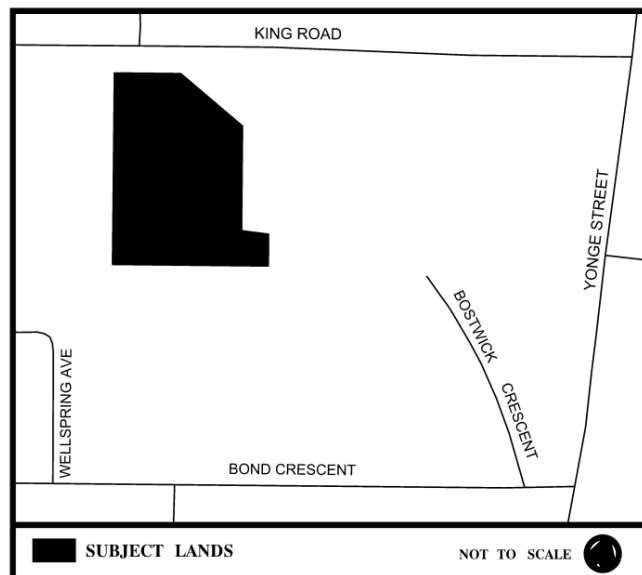 KING ROAD
YONGE STREET
BOSTWICK CRESCENT
WELLSPRING AVE
BOND CRESCENT
SUBJECT LANDS
NOT TO SCALE